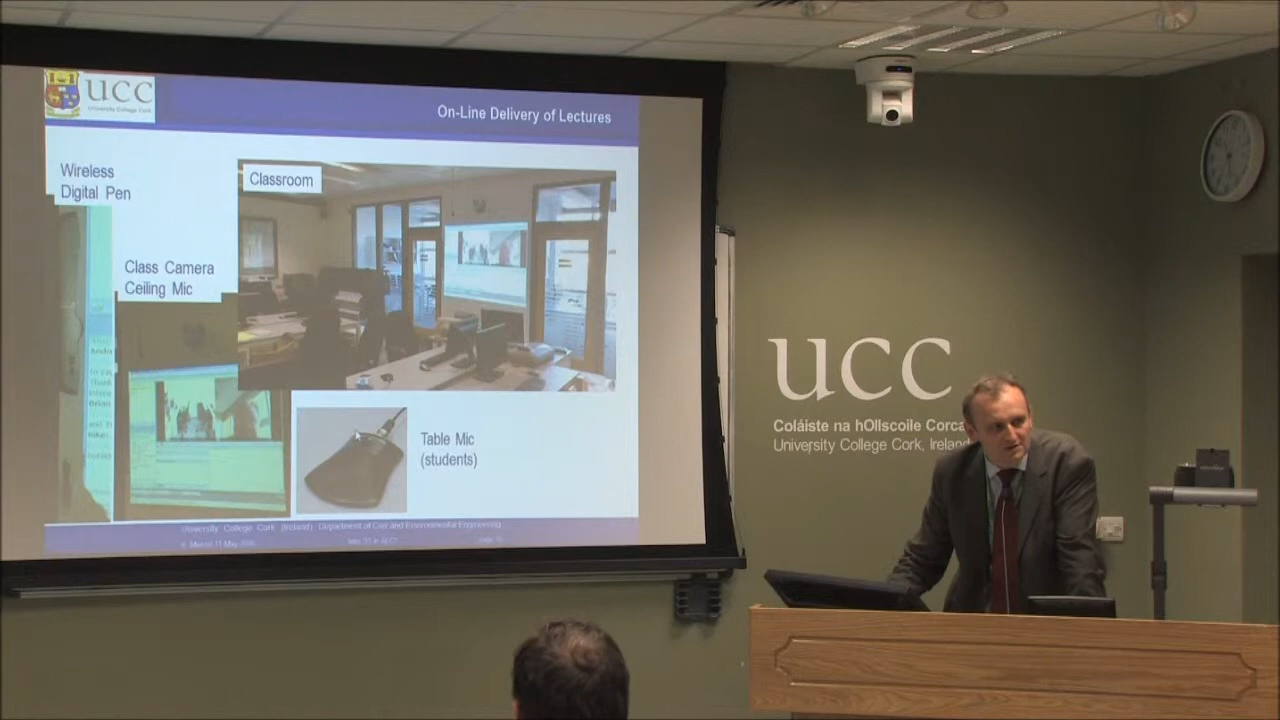 UCC
University College Cork
On-Line Delivery of Lectures
Wireless
Digital Pen
Classroom
Class Camera
Ceiling Mic
Table Mic
(students)
University College Cork (Ireland) Department of Civil and Environmental Engineering
UCC
Coláiste na hOllscoile Corca
University College Cork, Ireland